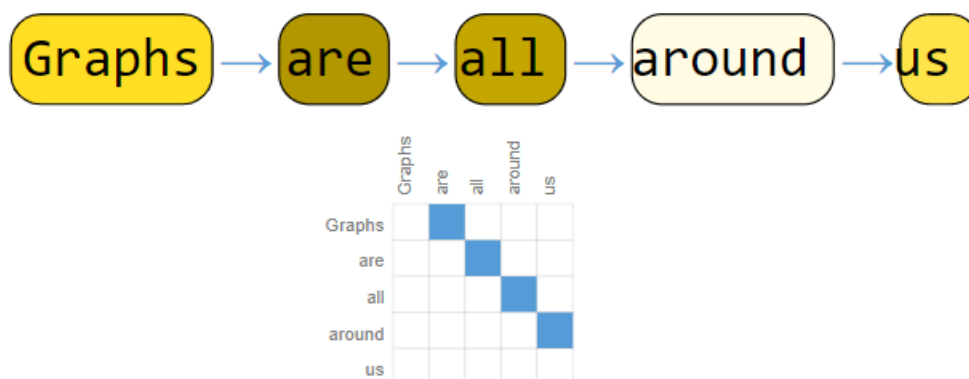 Graphs → are → all → around → us
Graphs are all around us
Graphs
are
all
around
us